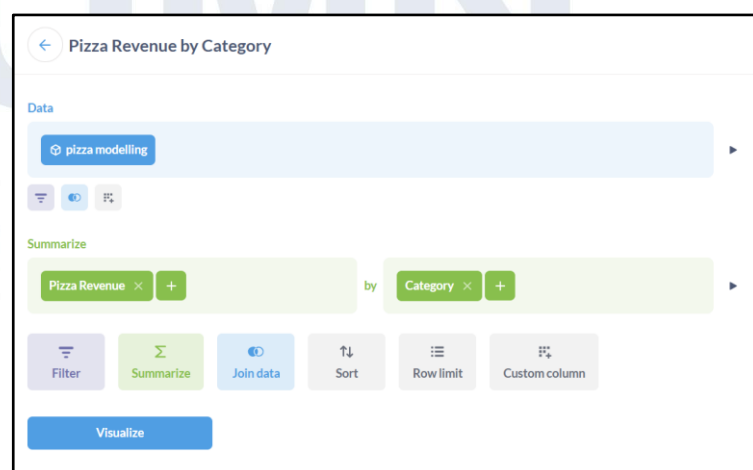 Pizza Revenue by Category
Data
pizza modelling
Summarize
Pizza Revenue × + by Category × +
Filter Summarize Join data Sort Row limit Custom column
Visualize